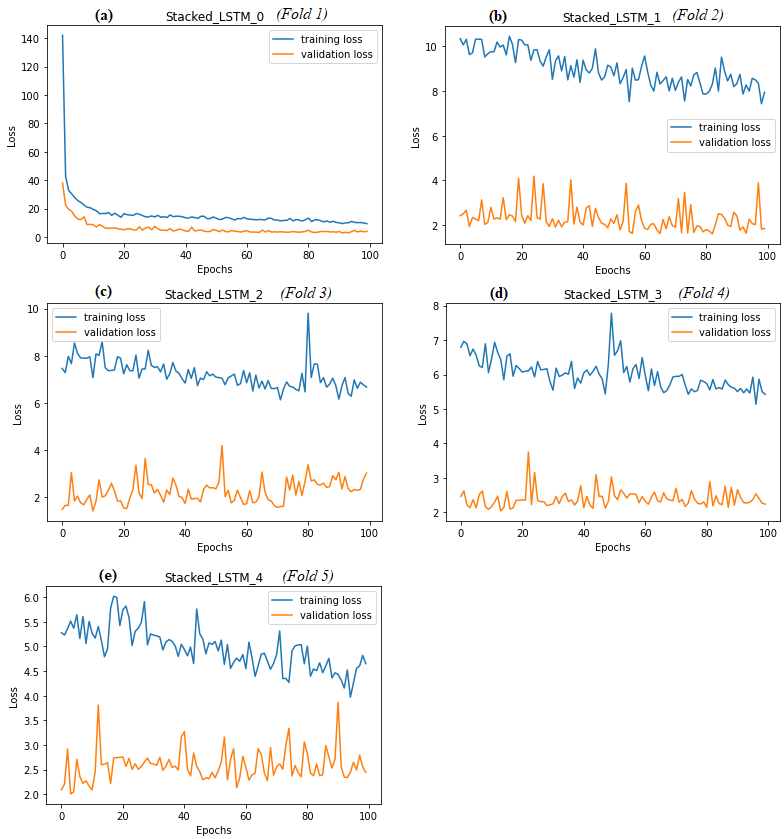 (a) Stacked_LSTM_0 (Fold 1)
training loss
validation loss
140
120
100
80
60
40
20
0
Loss
0 20 40 60 80 100
Epochs
(b) Stacked_LSTM_1 (Fold 2)
training loss
validation loss
10
8
6
4
2
Loss
0 20 40 60 80 100
Epochs
(c) Stacked_LSTM_2 (Fold 3)
training loss
validation loss
10
8
6
4
2
Loss
0 20 40 60 80 100
Epochs
(d) Stacked_LSTM_3 (Fold 4)
training loss
validation loss
8
7
6
5
4
3
2
Loss
0 20 40 60 80 100
Epochs
(e) Stacked_LSTM_4 (Fold 5)
training loss
validation loss
6.0
5.5
5.0
4.5
4.0
3.5
3.0
2.5
2.0
Loss
0 20 40 60 80 100
Epochs